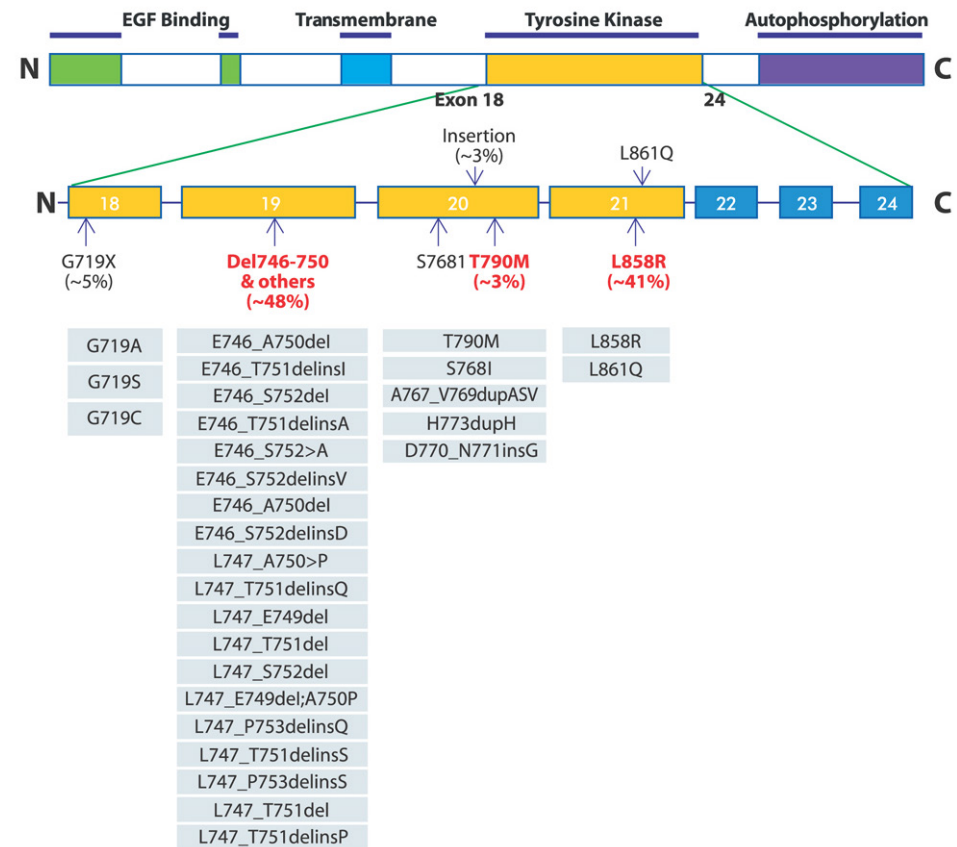 EGF Binding
Transmembrane
Tyrosine Kinase
Autophosphorylation
N
C
Exon 18
24
Insertion
(~3%)
L861Q
N
18
19
20
21
22
23
24
C
G719X
(~5%)
Del746-750
& others
(~48%)
S7681
T790M
(~3%)
L858R
(~41%)
G719A
G719S
G719C
E746_A750del
E746_T751delinsI
E746_S752del
E746_T751delinsA
E746_S752>A
E746_S752delinsV
E746_A750del
E746_S752delinsD
L747_A750>P
L747_T751delinsQ
L747_E749del
L747_T751del
L747_S752del
L747_E749del;A750P
L747_P753delinsQ
L747_T751delinsS
L747_P753delinsS
L747_T751del
L747_T751delinsP
T790M
S768I
A767_V769dupASV
H773dupH
D770_N771insG
L858R
L861Q